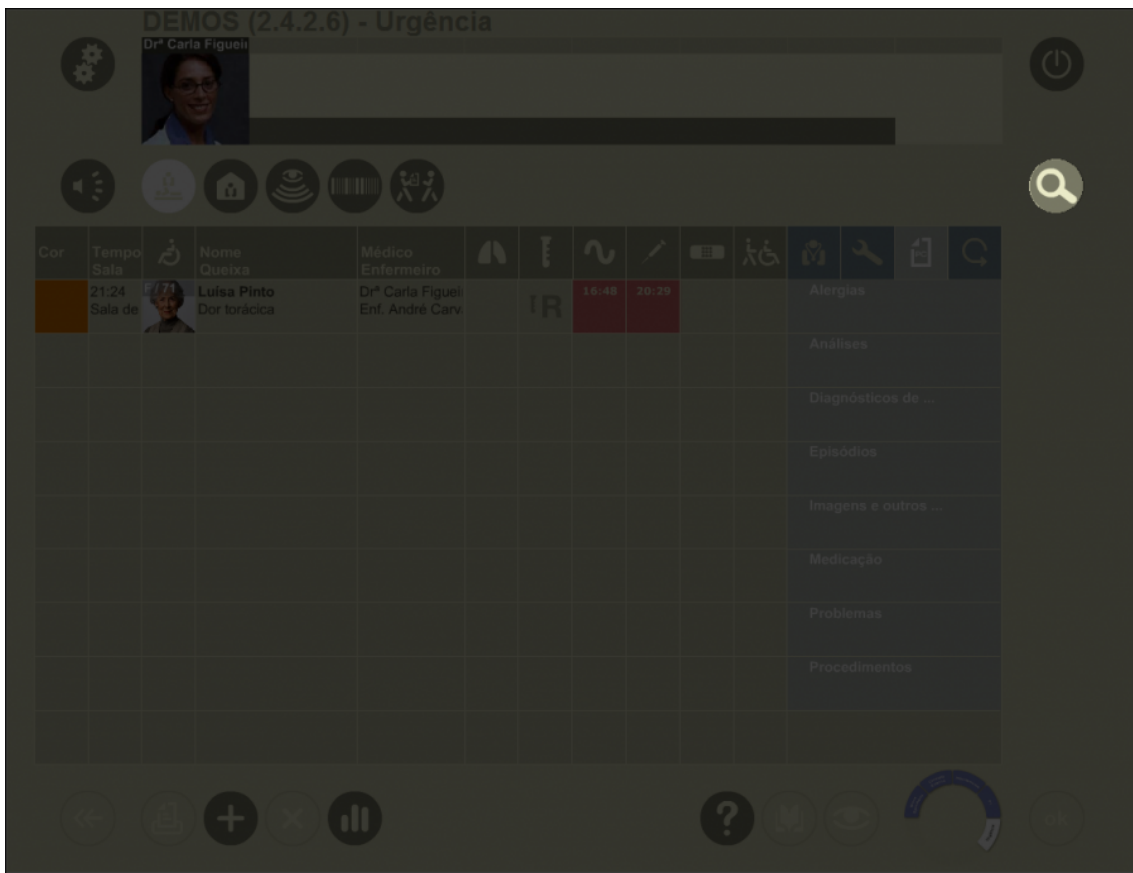 DEMOS (2.4.2.6) - Urgência
Drª Carla Figuei
Cor
Tempo
Sala
Nome
Queixa
Médico
Enfermeiro
21:24
Sala de
F / 71
Luísa Pinto
Dor torácica
Drª Carla Figuei
Enf. André Carv
R
16:48
20:29
Alergias
Análises
Diagnósticos de ...
Episódios
Imagens e outros ...
Medicação
Problemas
Procedimentos
?
ok